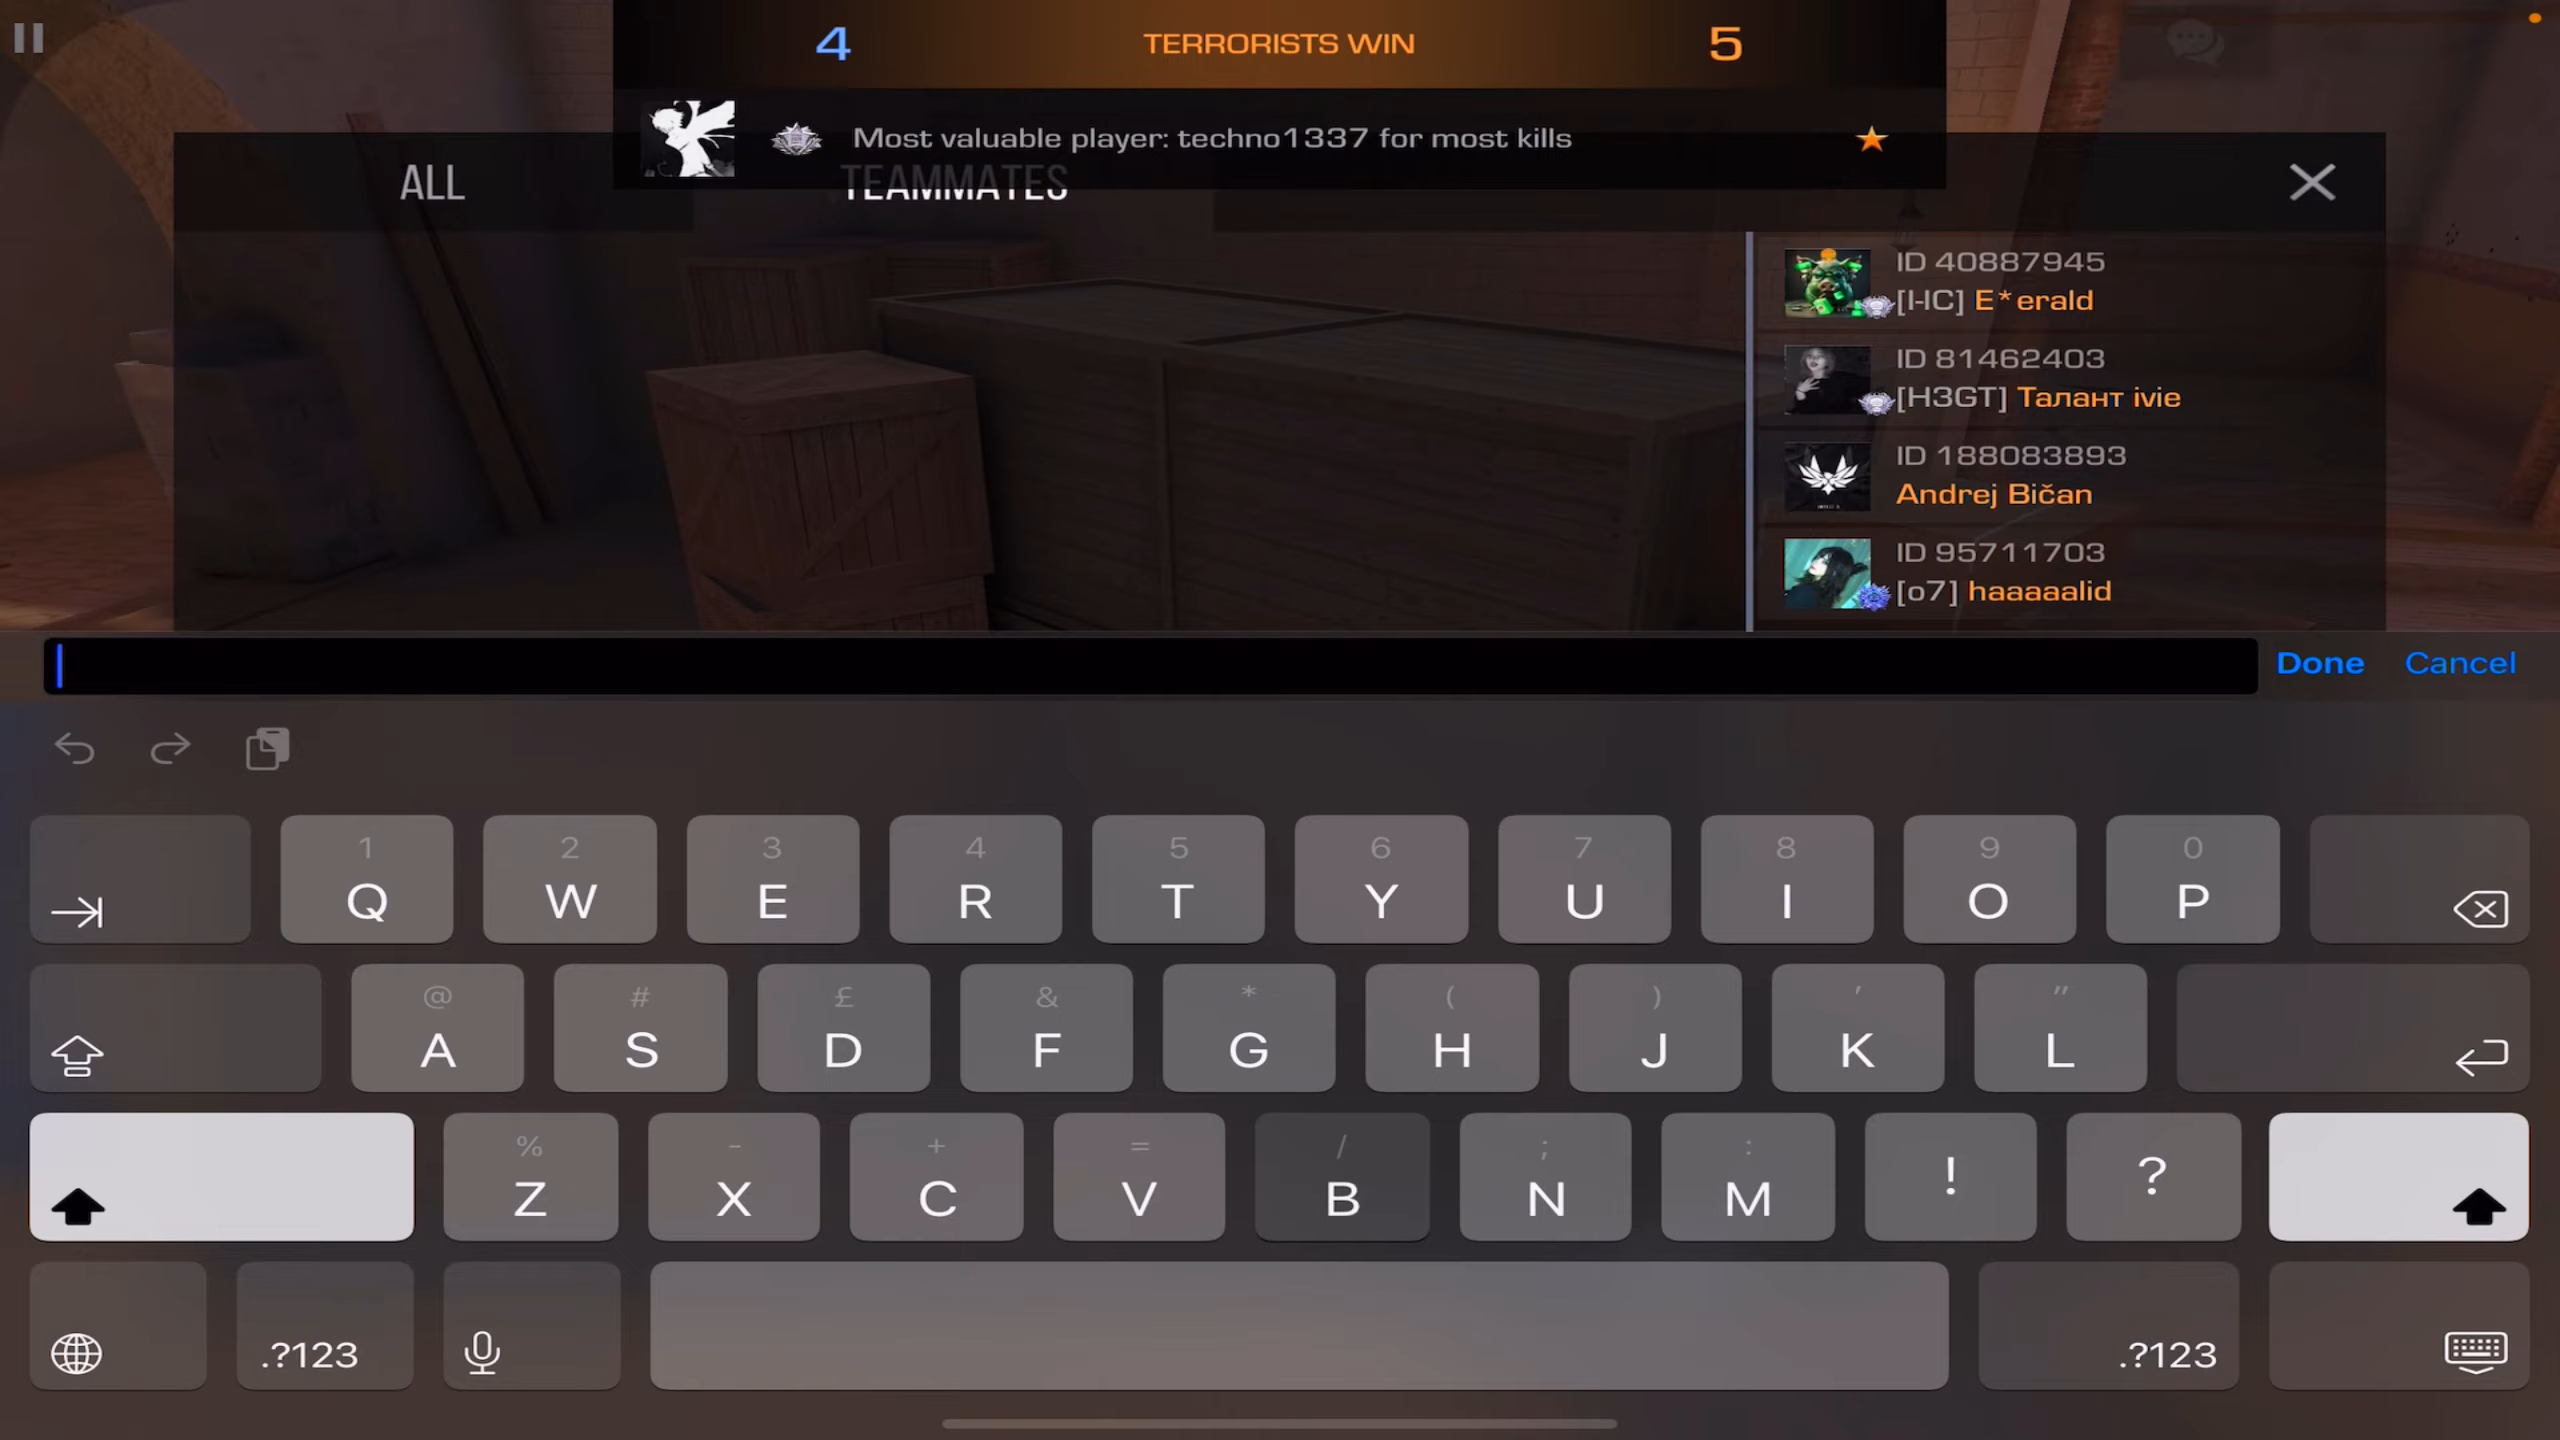 4 TERRORISTS WIN 5
Most valuable player: techno1337 for most kills
ALL TEAMMATES
ID 40887945
[HC] E*erald
ID 81462403
[H3GT] Талант ivie
ID 188083893
Andrej Bičan
ID 95711703
[o7] haaaaalid
Done Cancel
1 2 3 4 5 6 7 8 9 0
Q W E R T Y U I O P
@ # £ & * ( ) ' "
A S D F G H J K L
% - + = / ; :
Z X C V B N M ! ?
.?123 .?123